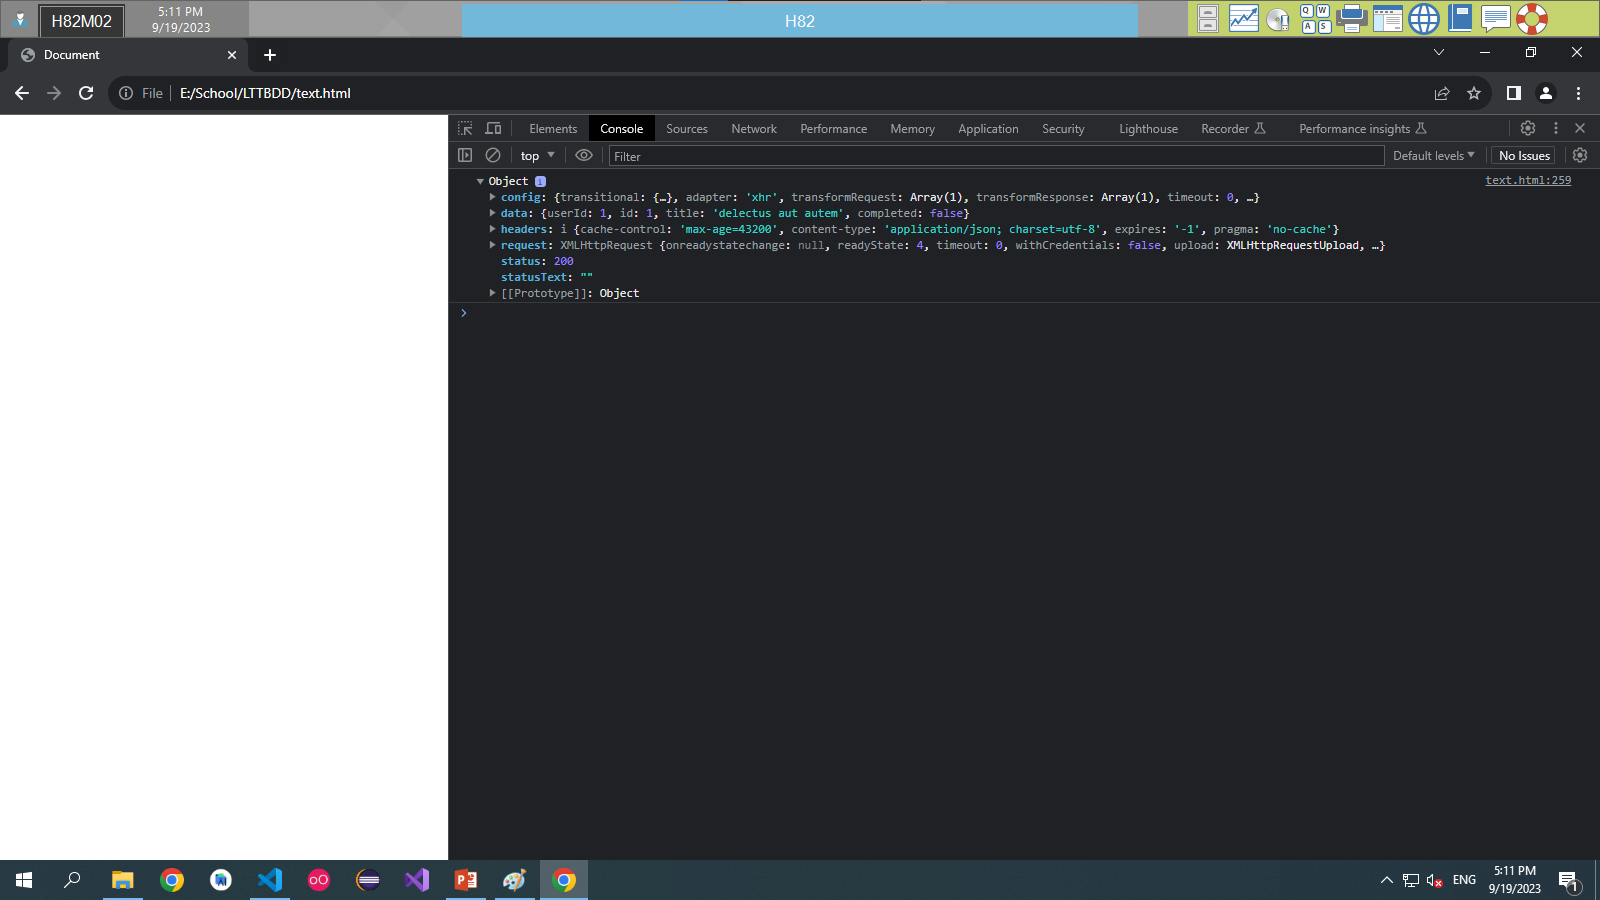 H82M02
5:11 PM
9/19/2023
H82
Q W
A S
Document
File
E:/School/LTTBDD/text.html
Elements Console Sources Network Performance Memory Application Security Lighthouse Recorder Performance insights
top Filter Default levels No Issues
Object i text.html:259
config: {transitional: {…}, adapter: 'xhr', transformRequest: Array(1), transformResponse: Array(1), timeout: 0, …}
data: {userId: 1, id: 1, title: 'delectus aut autem', completed: false}
headers: i {cache-control: 'max-age=43200', content-type: 'application/json; charset=utf-8', expires: '-1', pragma: 'no-cache'}
request: XMLHttpRequest {onreadystatechange: null, readyState: 4, timeout: 0, withCredentials: false, upload: XMLHttpRequestUpload, …}
status: 200
statusText: ""
[[Prototype]]: Object
ENG
5:11 PM
9/19/2023
1